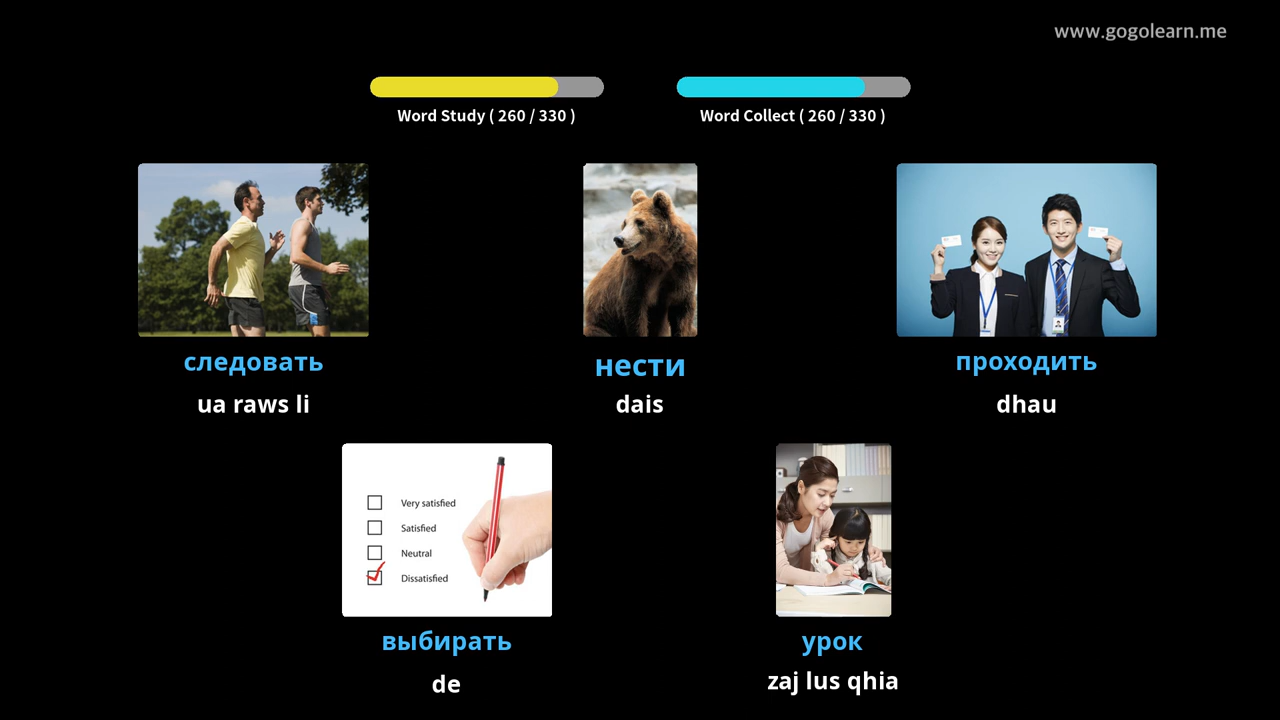 www.gogolearn.me
Word Study ( 260 / 330 )
Word Collect ( 260 / 330 )
следовать
ua raws li
нести
dais
проходить
dhau
Very satisfied
Satisfied
Neutral
Dissatisfied
выбирать
de
урок
zaj lus qhia